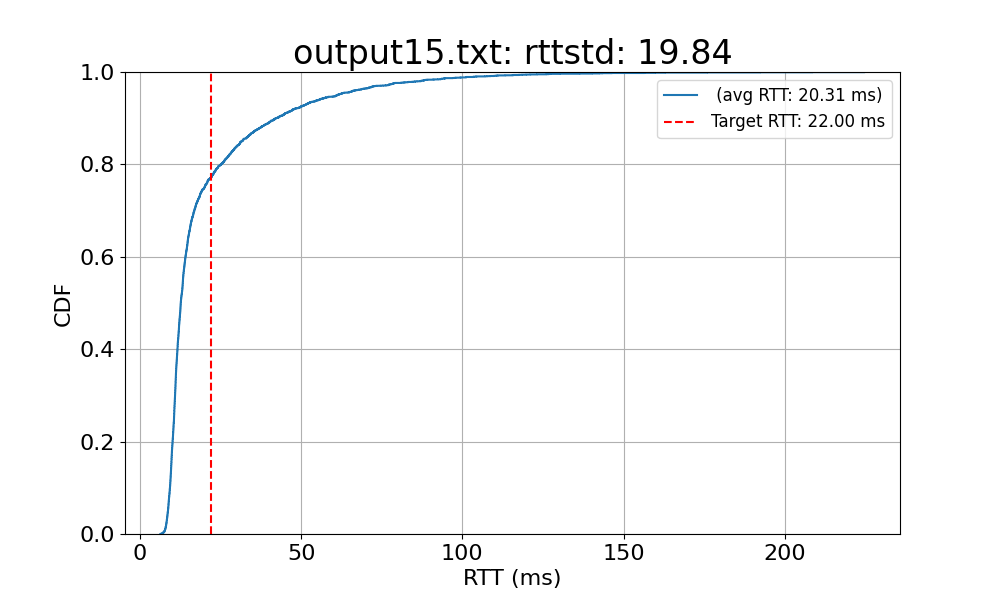 output15.txt: rttstd: 19.84
(avg RTT: 20.31 ms)
Target RTT: 22.00 ms
1.0
0.8
0.6
0.4
0.2
0.0
CDF
0 50 100 150 200
RTT (ms)